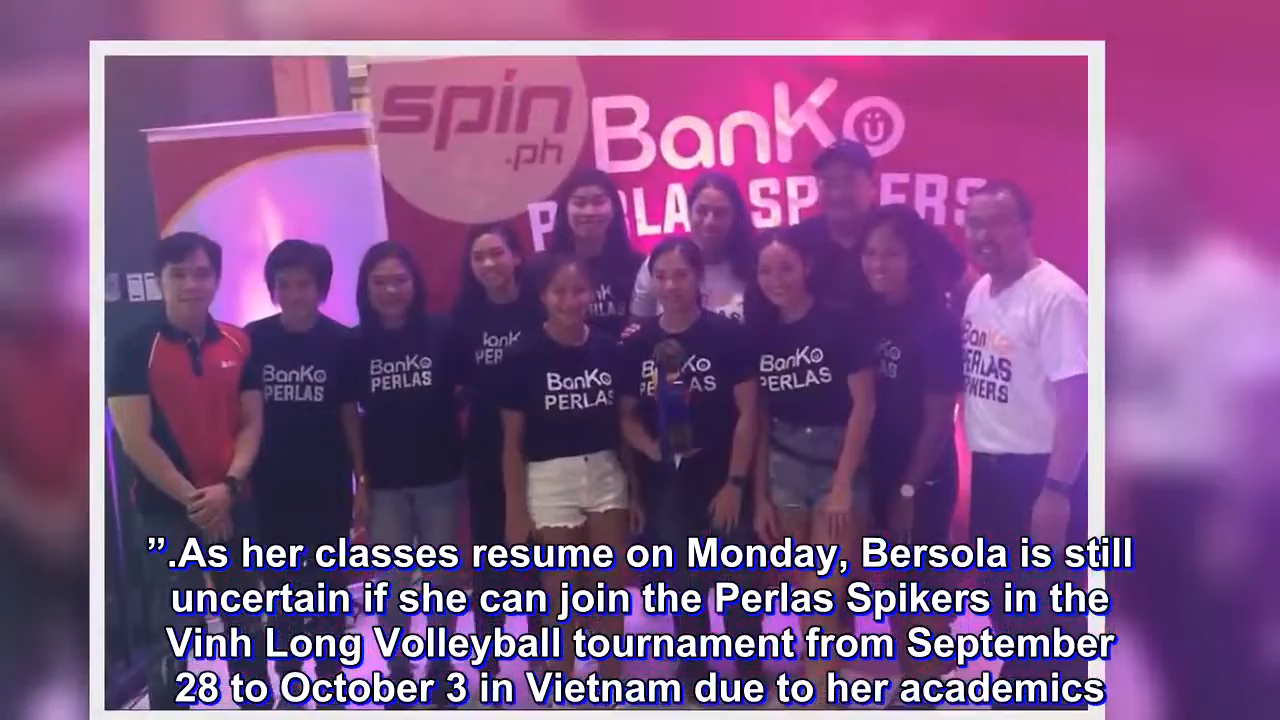 spin
.ph
BanKo
PERLAS SPIKERS
BanKo
PERLAS
BanKo
PERLAS
BanKo
PERLAS
BanKo
PERLAS
BanKo
PERLAS
SPIKERS
”.As her classes resume on Monday, Bersola is still
uncertain if she can join the Perlas Spikers in the
Vinh Long Volleyball tournament from September
28 to October 3 in Vietnam due to her academics